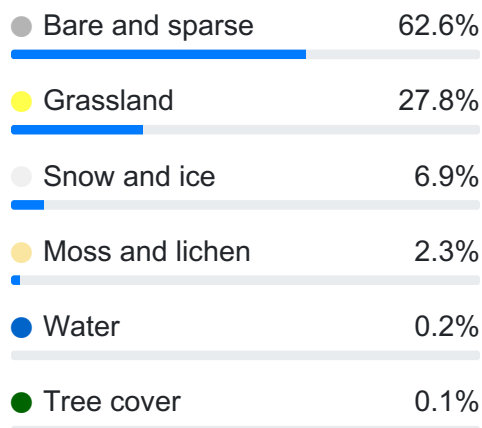 Bare and sparse 62.6%
Grassland 27.8%
Snow and ice 6.9%
Moss and lichen 2.3%
Water 0.2%
Tree cover 0.1%